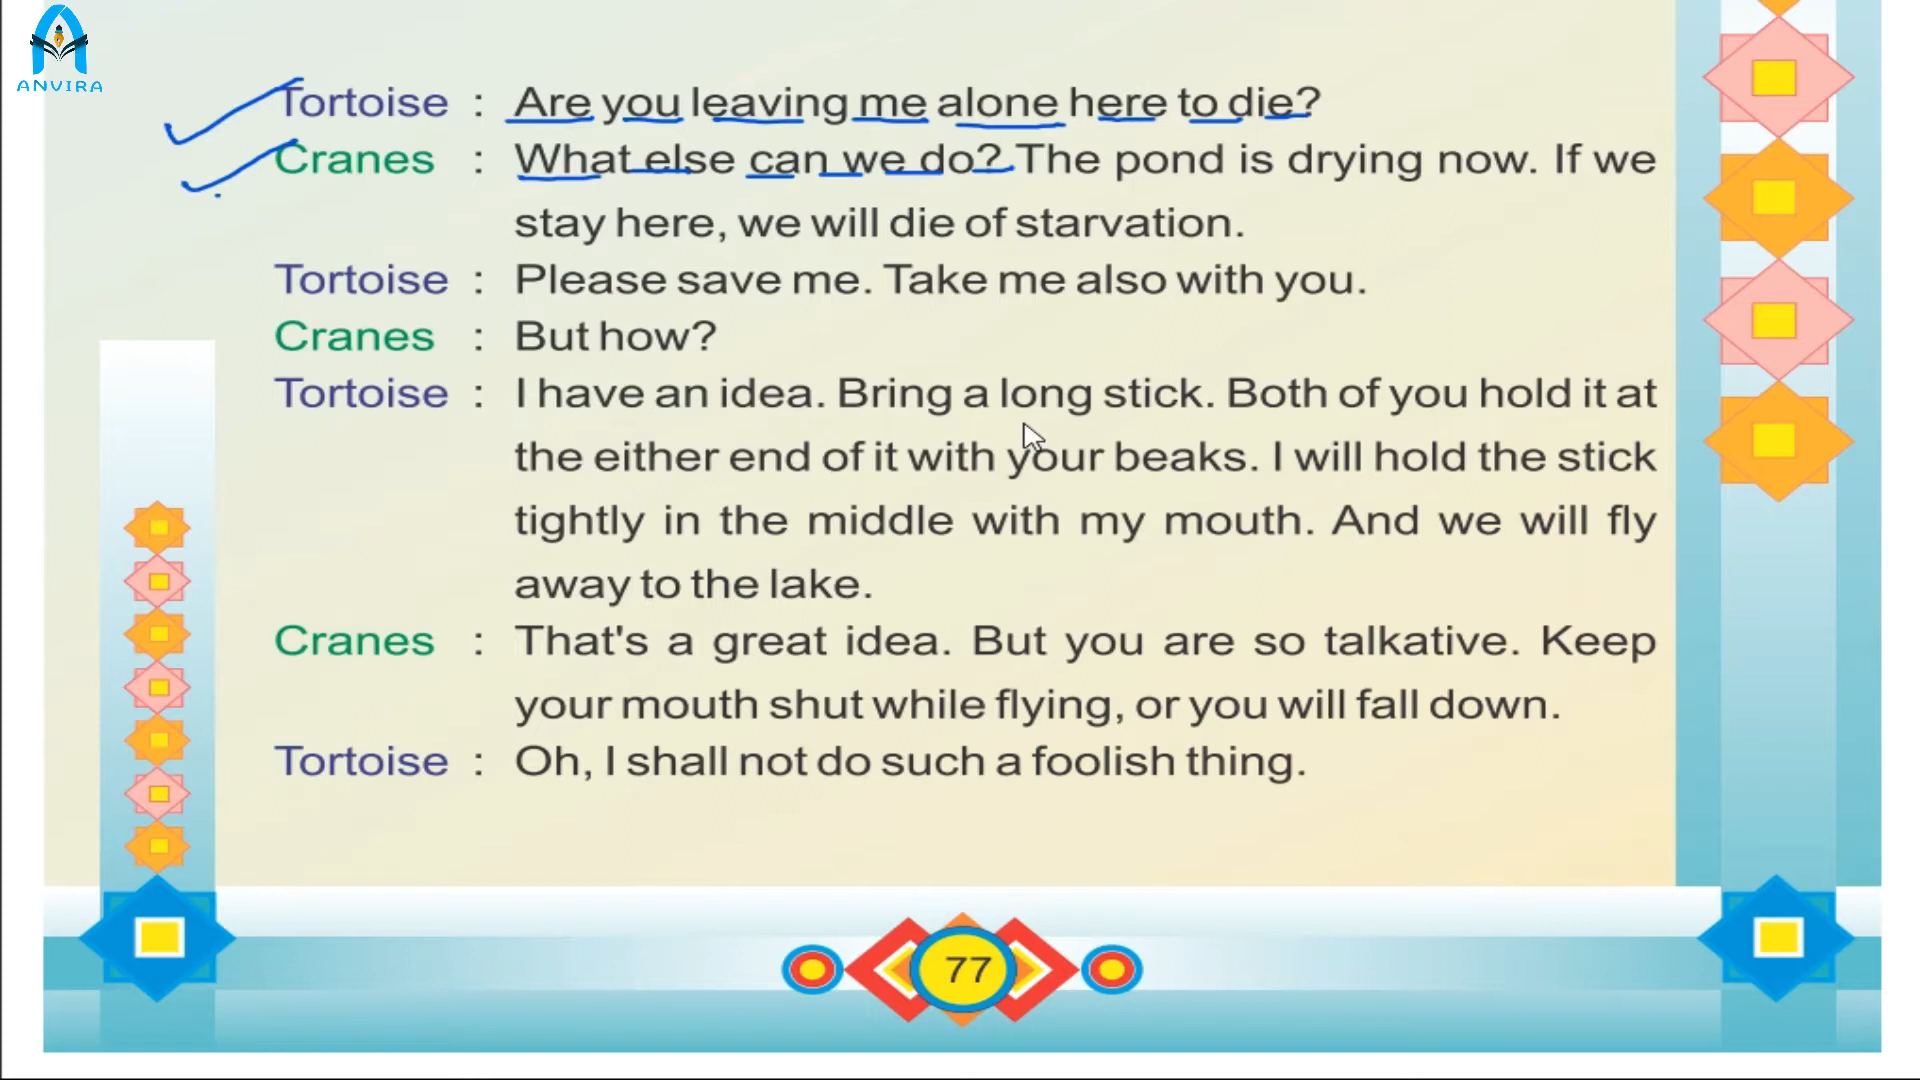 ANVIRA
Tortoise : Are you leaving me alone here to die?
Cranes : What else can we do? The pond is drying now. If we
stay here, we will die of starvation.
Tortoise : Please save me. Take me also with you.
Cranes : But how?
Tortoise : I have an idea. Bring a long stick. Both of you hold it at
the either end of it with your beaks. I will hold the stick
tightly in the middle with my mouth. And we will fly
away to the lake.
Cranes : That's a great idea. But you are so talkative. Keep
your mouth shut while flying, or you will fall down.
Tortoise : Oh, I shall not do such a foolish thing.
77